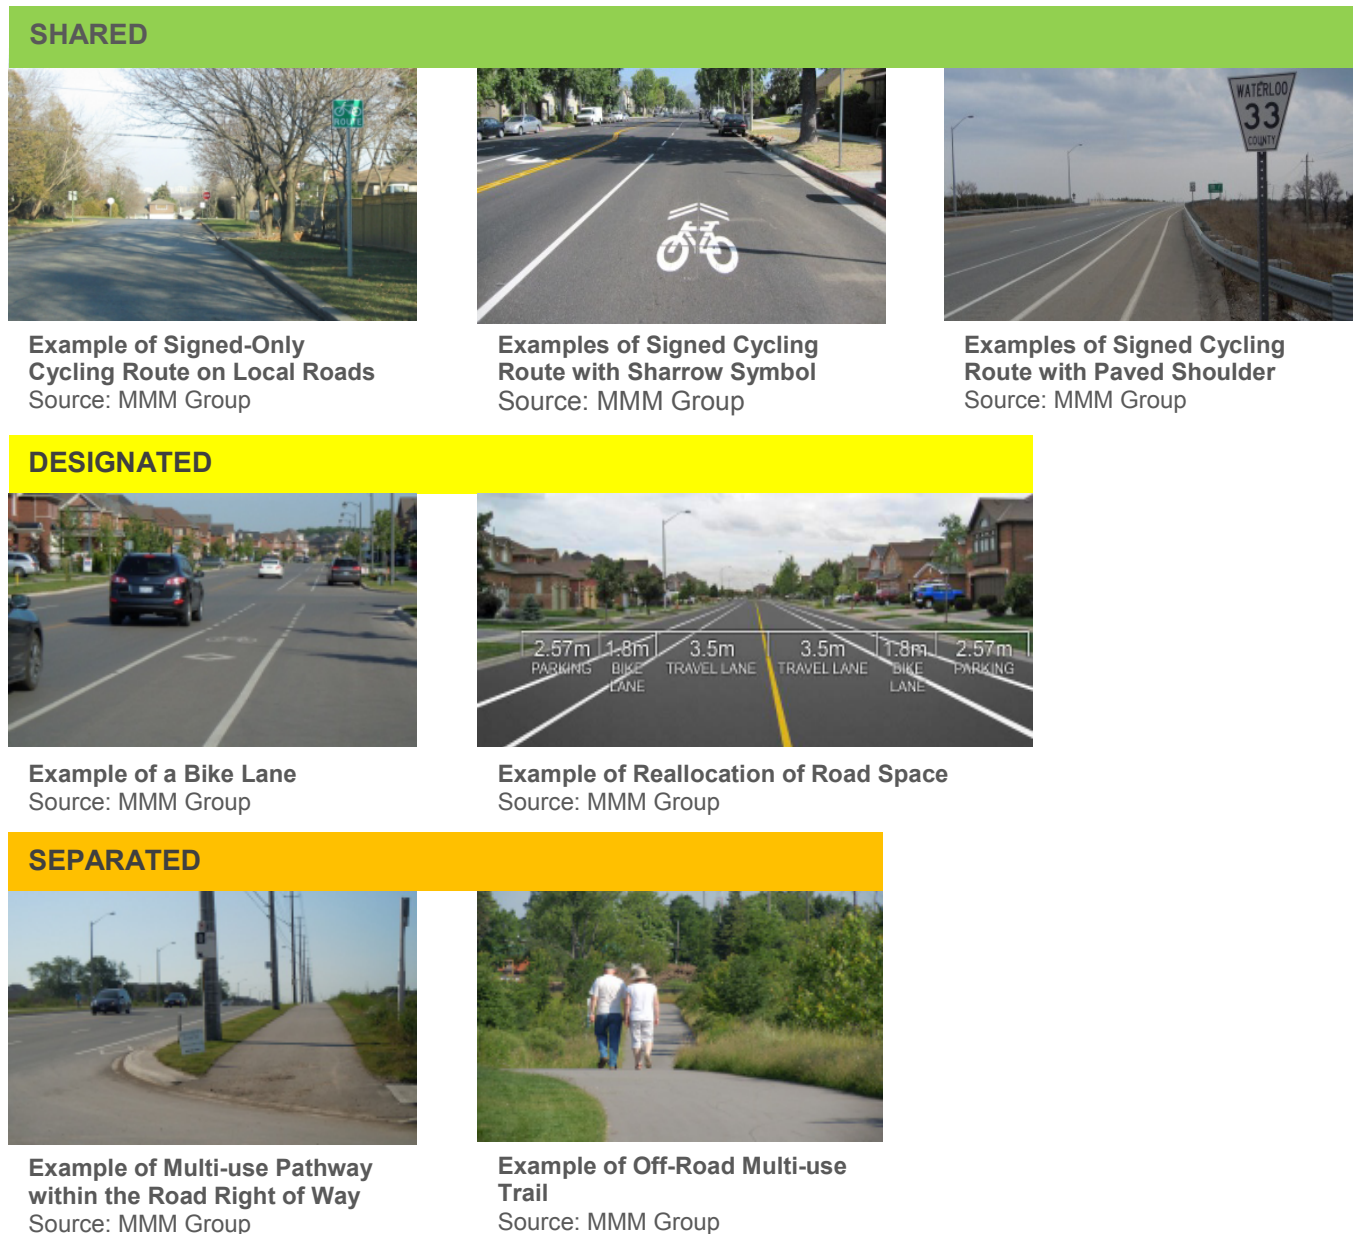 SHARED
ROUTE
WATERLOO
33
COUNTY
Example of Signed-Only
Cycling Route on Local Roads
Source: MMM Group
Examples of Signed Cycling
Route with Sharrow Symbol
Source: MMM Group
Examples of Signed Cycling
Route with Paved Shoulder
Source: MMM Group
DESIGNATED
2.57m 1.8m 3.5m 3.5m 1.8m 2.57m
PARKING BIKE TRAVEL LANE TRAVEL LANE BIKE PARKING
LANE LANE
Example of a Bike Lane
Source: MMM Group
Example of Reallocation of Road Space
Source: MMM Group
SEPARATED
Example of Multi-use Pathway
within the Road Right of Way
Source: MMM Group
Example of Off-Road Multi-use
Trail
Source: MMM Group